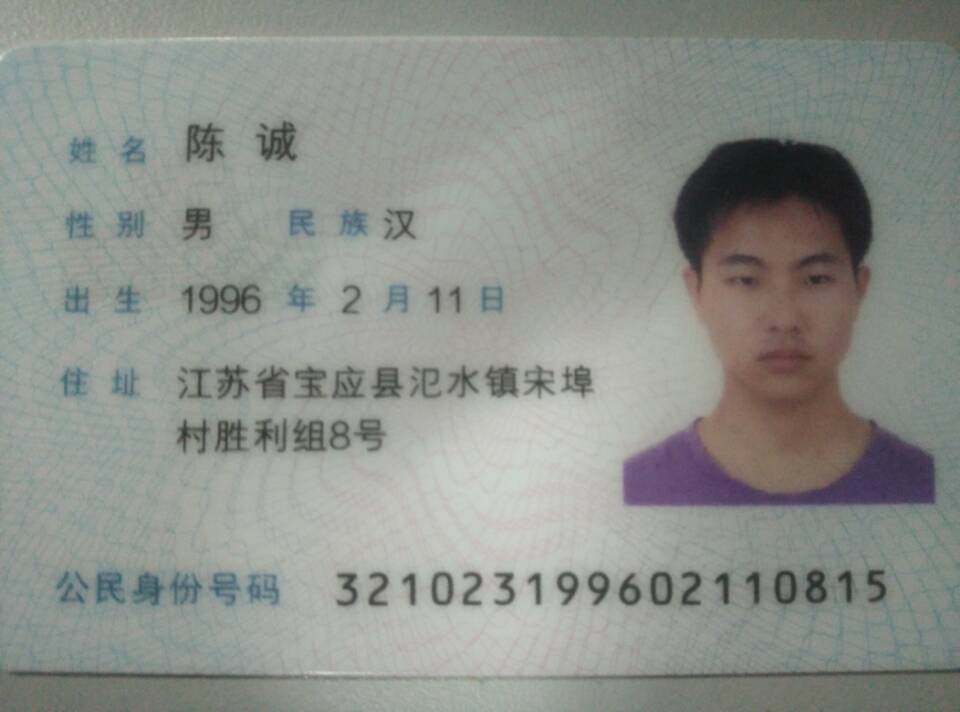 姓名 陈诚
性别 男 民族 汉
出生 1996 年 2 月 11 日
住址 江苏省宝应县氾水镇宋埠
村胜利组8号
公民身份号码 321023199602110815